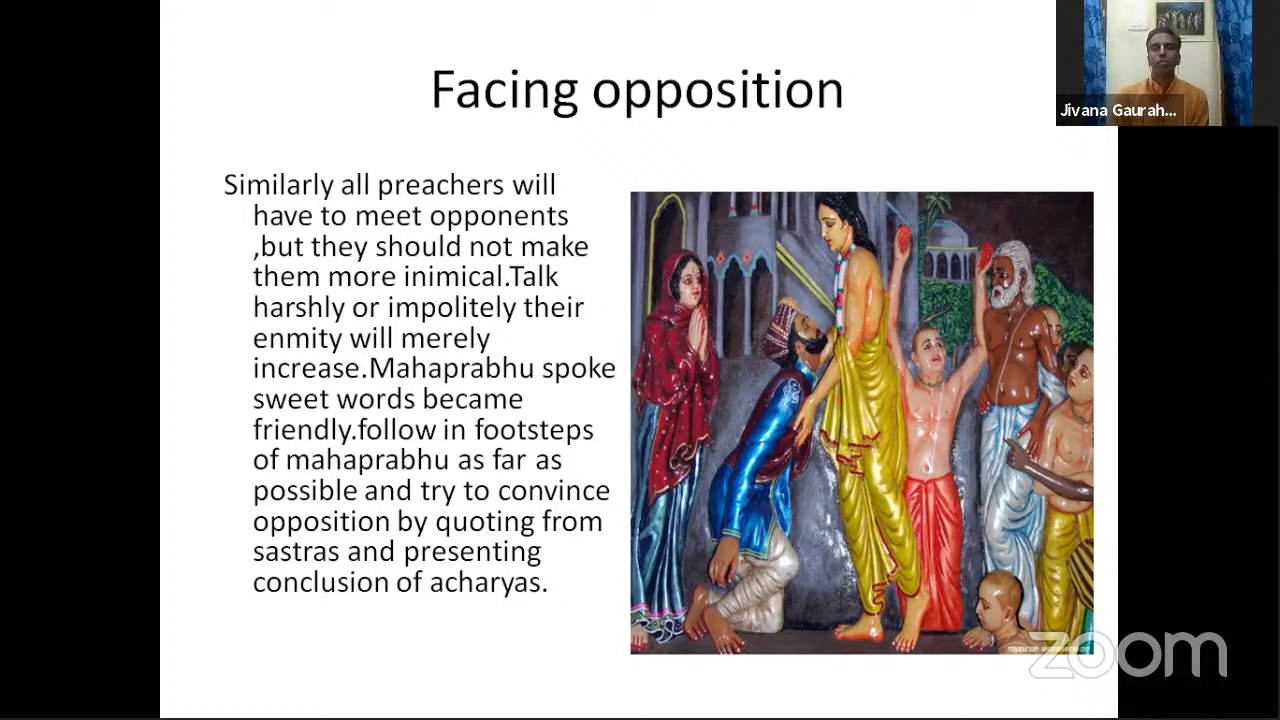 Facing opposition
Jivana Gaurah...
Similarly all preachers will
have to meet opponents
,but they should not make
them more inimical.Talk
harshly or impolitely their
enmity will merely
increase.Mahaprabhu spoke
sweet words became
friendly.follow in footsteps
of mahaprabhu as far as
possible and try to convince
opposition by quoting from
sastras and presenting
conclusion of acharyas.
zoom